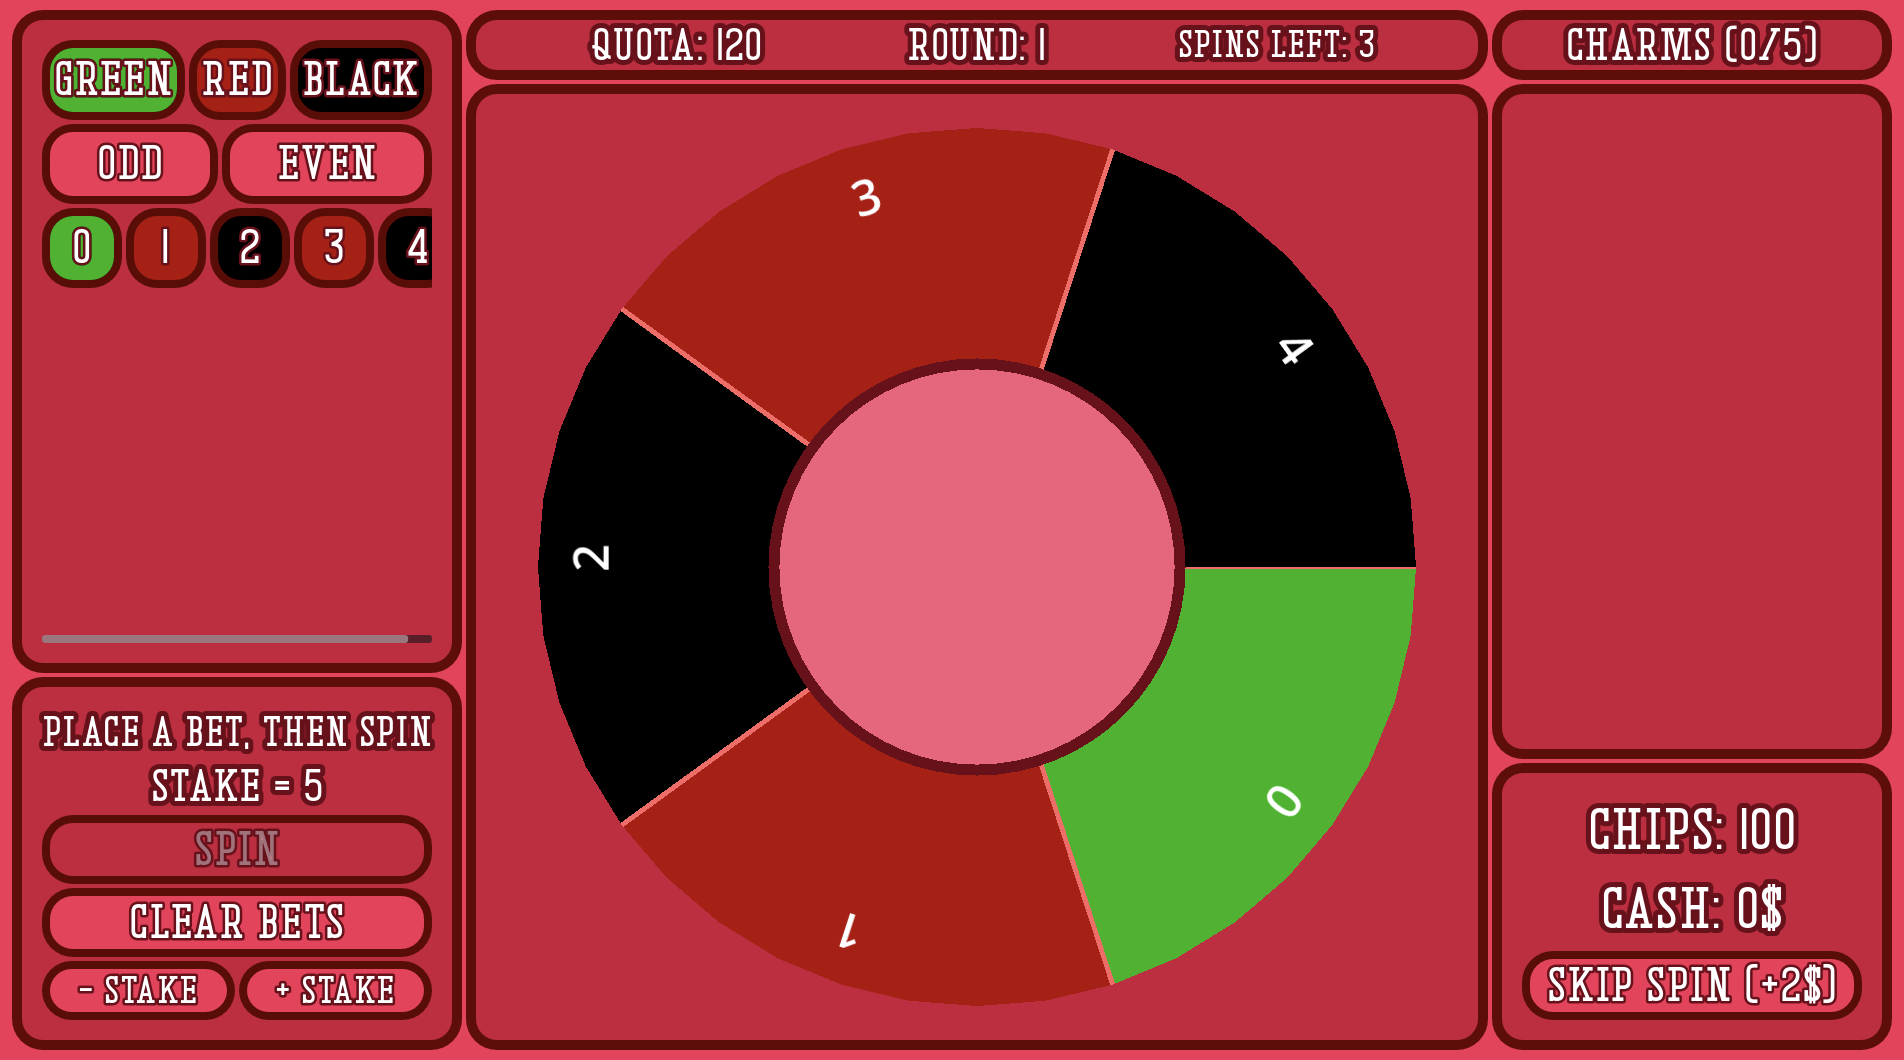 GREEN RED BLACK
ODD EVEN
0 1 2 3 4
PLACE A BET, THEN SPIN
STAKE = 5
SPIN
CLEAR BETS
- STAKE + STAKE
QUOTA: 120 ROUND: 1 SPINS LEFT: 3
3
4
2
0
1
CHARMS (0/5)
CHIPS: 100
CASH: 0$
SKIP SPIN (+2$)